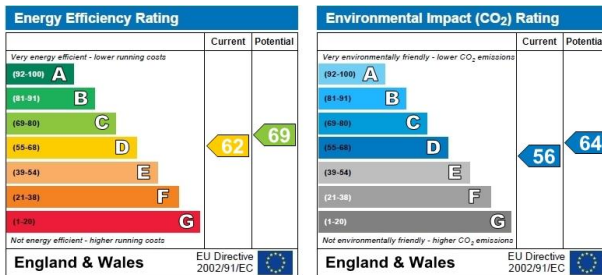 Energy Efficiency Rating
Current Potential
Very energy efficient - lower running costs
(92-100) A
(81-91) B
(69-80) C
(55-68) D
(39-54) E
(21-38) F
(1-20) G
62
69
Not energy efficient - higher running costs
England & Wales
EU Directive
2002/91/EC
Environmental Impact (CO₂) Rating
Current Potential
Very environmentally friendly - lower CO₂ emissions
(92-100) A
(81-91) B
(69-80) C
(55-68) D
(39-54) E
(21-38) F
(1-20) G
56
64
Not environmentally friendly - higher CO₂ emissions
England & Wales
EU Directive
2002/91/EC